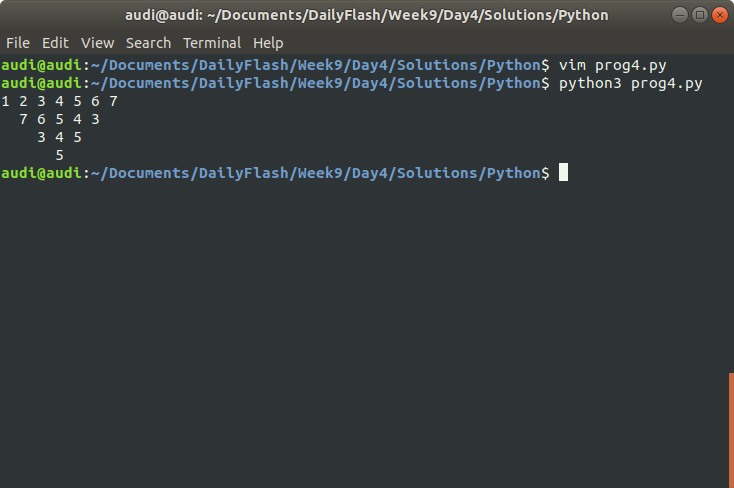 audi@audi: ~/Documents/DailyFlash/Week9/Day4/Solutions/Python
File Edit View Search Terminal Help
audi@audi:~/Documents/DailyFlash/Week9/Day4/Solutions/Python$ vim prog4.py
audi@audi:~/Documents/DailyFlash/Week9/Day4/Solutions/Python$ python3 prog4.py
1 2 3 4 5 6 7
  7 6 5 4 3
    3 4 5
      5
audi@audi:~/Documents/DailyFlash/Week9/Day4/Solutions/Python$